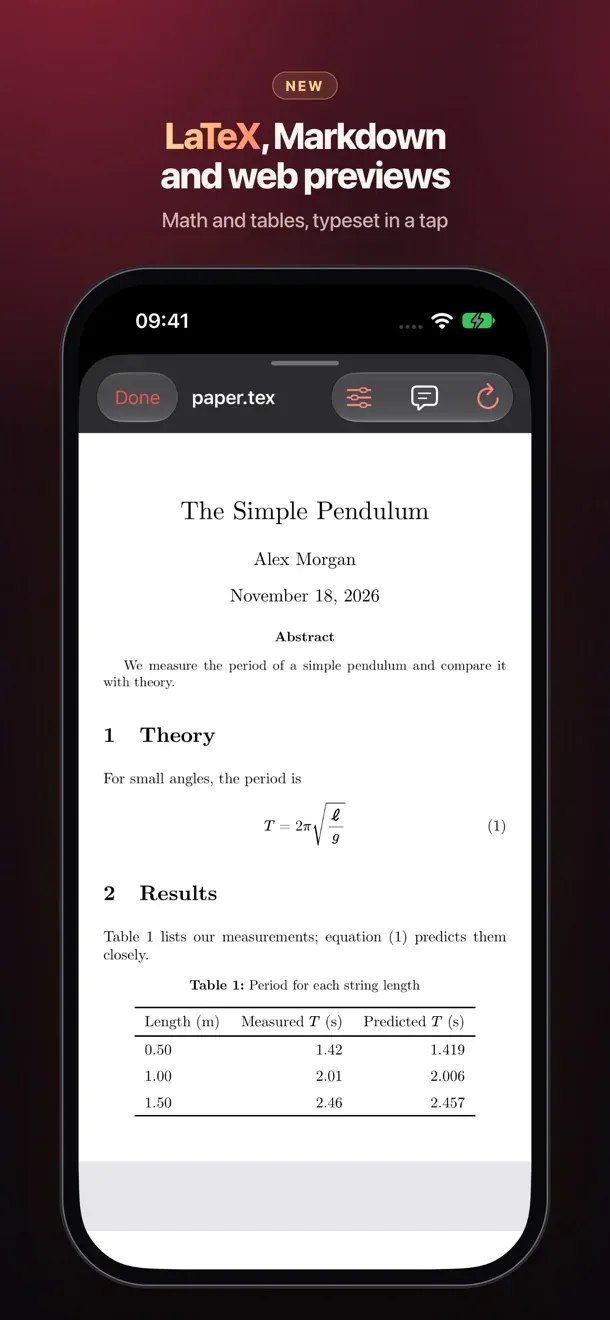 NEW
LaTeX, Markdown
and web previews
Math and tables, typeset in a tap
09:41
Done paper.tex
The Simple Pendulum
Alex Morgan
November 18, 2026
Abstract
We measure the period of a simple pendulum and compare it
with theory.
1 Theory
For small angles, the period is
T = 2π√(ℓ/g) (1)
2 Results
Table 1 lists our measurements; equation (1) predicts them
closely.
Table 1: Period for each string length
Length (m) Measured T (s) Predicted T (s)
0.50 1.42 1.419
1.00 2.01 2.006
1.50 2.46 2.457